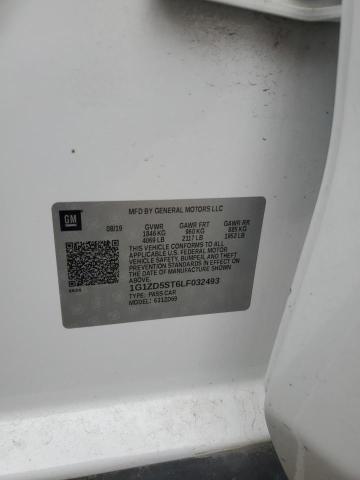 GM
MFD BY GENERAL MOTORS LLC
08/19 GVWR GAWR FRT GAWR RR
1846 KG 960 KG 885 KG
4069 LB 2117 LB 1952 LB
THIS VEHICLE CONFORMS TO ALL
APPLICABLE U.S. FEDERAL MOTOR
VEHICLE SAFETY, BUMPER, AND THEFT
PREVENTION STANDARDS IN EFFECT ON
THE DATE OF MANUFACTURE SHOWN
ABOVE.
1G1ZD5ST6LF032493
TYPE: PASS CAR
MODEL: